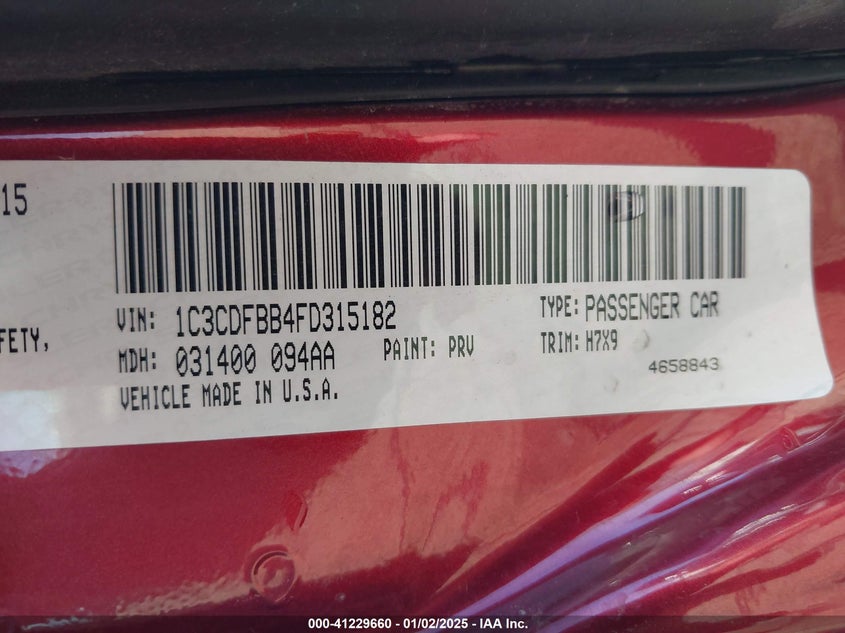 15
VIN: 1C3CDFBB4FD315182
TYPE: PASSENGER CAR
FETY,
MDH: 031400 094AA
PAINT: PRV
TRIM: H7X9
4658843
VEHICLE MADE IN U.S.A.
000-41229660 - 01/02/2025 - IAA Inc.